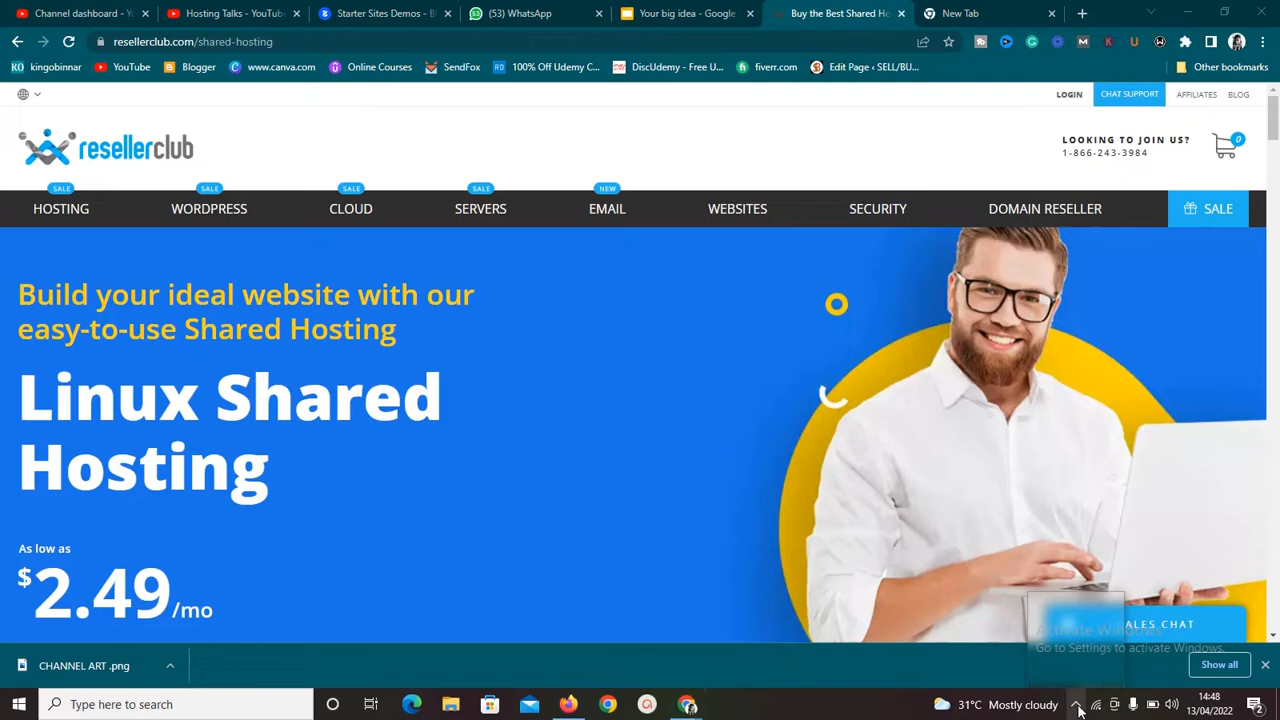 Channel dashboard - YouTu
Hosting Talks - YouTube
Starter Sites Demos - Bl
(53) WhatsApp
Your big idea - Google
Buy the Best Shared Ho
New Tab
resellerclub.com/shared-hosting
kingobinnar
YouTube
Blogger
www.canva.com
Online Courses
SendFox
100% Off Udemy C...
DiscUdemy - Free U...
fiverr.com
Edit Page ‹ SELL/BU...
Other bookmarks
LOGIN
CHAT SUPPORT
AFFILIATES
BLOG
resellerclub
LOOKING TO JOIN US?
1-866-243-3984
0
SALE
SALE
SALE
SALE
NEW
HOSTING
WORDPRESS
CLOUD
SERVERS
EMAIL
WEBSITES
SECURITY
DOMAIN RESELLER
SALE
Build your ideal website with our
easy-to-use Shared Hosting
Linux Shared
Hosting
As low as
$2.49/mo
ALES CHAT
Activate Windows
Go to Settings to activate Windows.
CHANNEL ART .png
Show all
Type here to search
31°C Mostly cloudy
14:48
13/04/2022
2